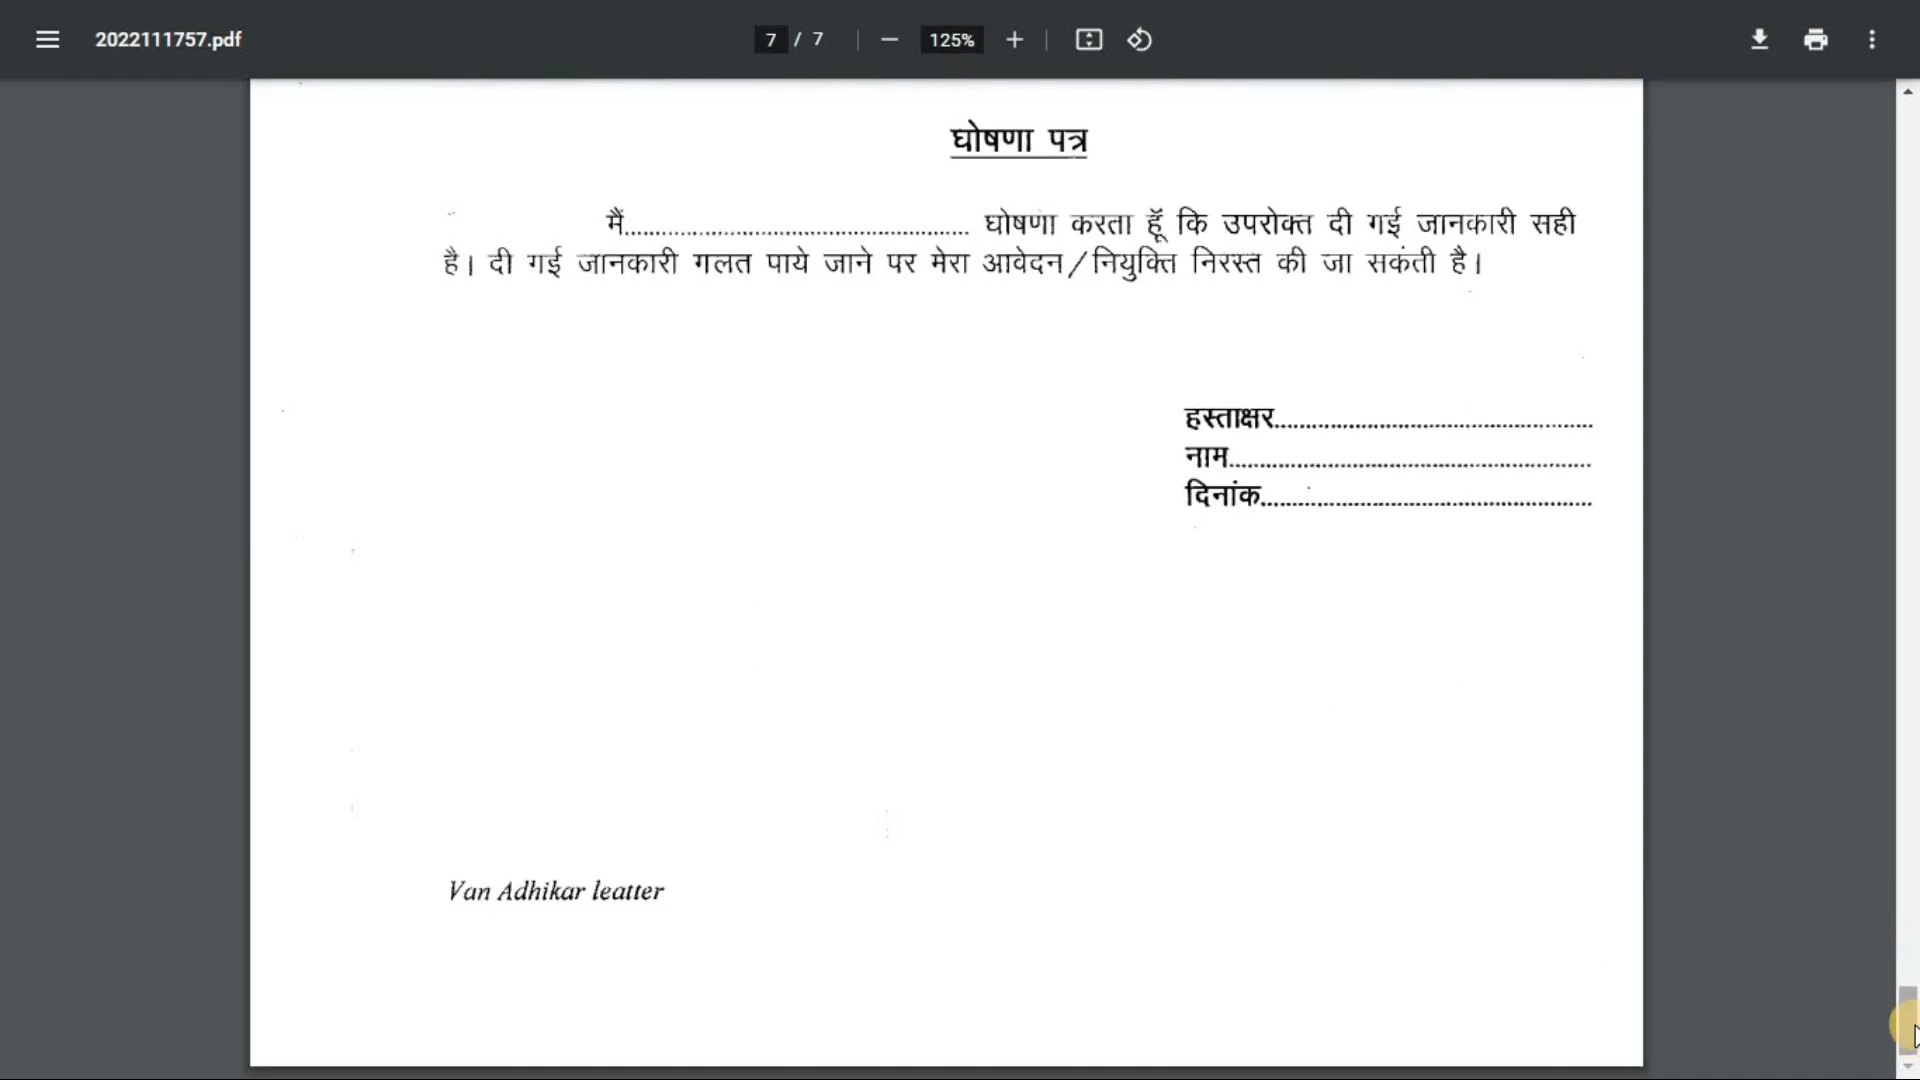 2022111757.pdf
7 / 7
125%
घोषणा पत्र
मैं.................................................... घोषणा करता हूॅं कि उपरोक्त दी गई जानकारी सही
है। दी गई जानकारी गलत पाये जाने पर मेरा आवेदन/नियुक्ति निरस्त की जा सकंती है।
हस्ताक्षर....................................................
नाम............................................................
दिनांक.......................................................
Van Adhikar leatter